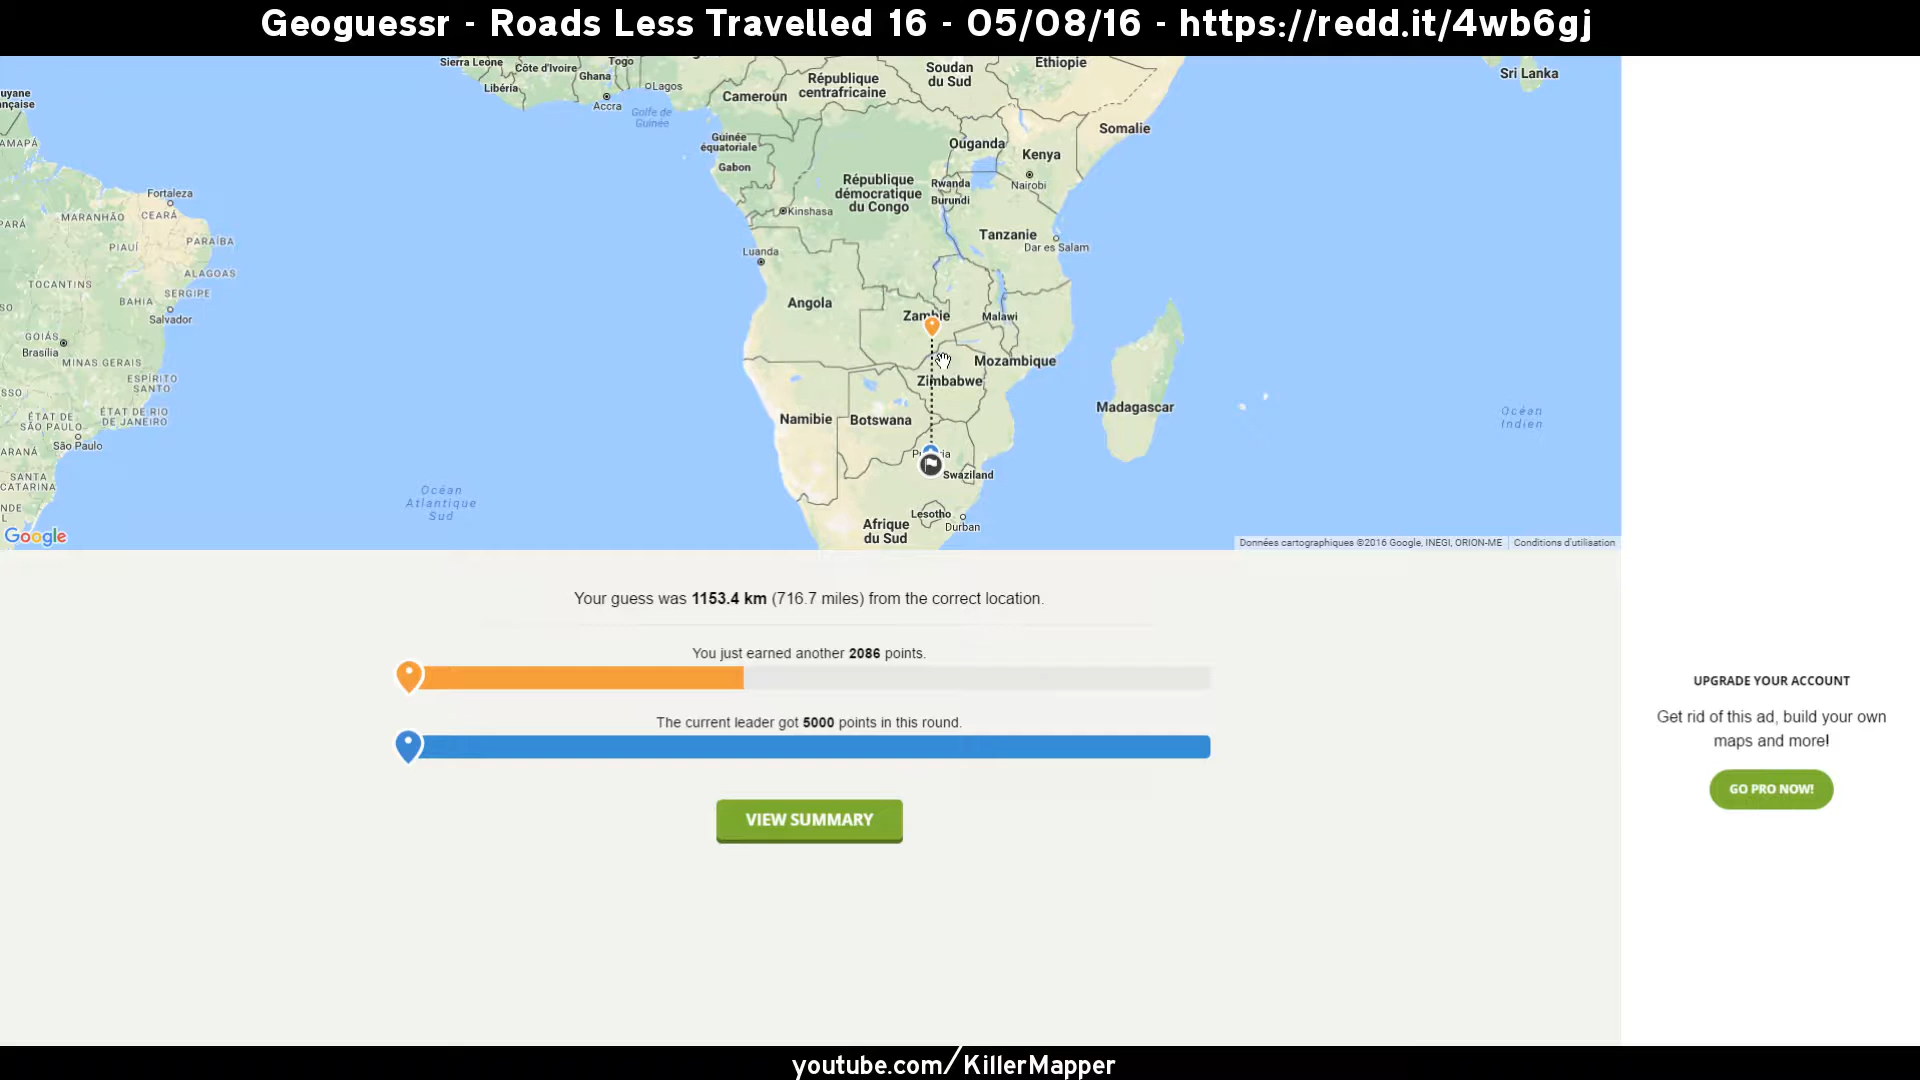 Geoguessr - Roads Less Travelled 16 - 05/08/16 - https://redd.it/4wb6gj
Sierra Leone
Côte d'Ivoire
Togo
Ghana
Libéria
Accra
Lagos
Golfe de
Guinée
Cameroun
République
centrafricaine
Soudan
du Sud
Ethiopie
Somalie
Sri Lanka
uyane
nçaise
AMAPÁ
Guinée
équatoriale
Gabon
Ouganda
Kenya
Nairobi
Rwanda
Burundi
République
démocratique
du Congo
Kinshasa
Tanzanie
Dar es Salam
Luanda
Angola
Zambie
Malawi
Mozambique
Zimbabwe
Namibie
Botswana
Madagascar
Swaziland
Lesotho
Durban
Afrique
du Sud
Fortaleza
MARANHÃO
CEARÁ
PARÁ
PIAUÍ
PARAÍBA
ALAGOAS
TOCANTINS
SERGIPE
BAHIA
Salvador
SO
GOIÁS
Brasília
MINAS GERAIS
ESPÍRITO
SANTO
SSO
ÉTAT DE
SÃO PAULO
ÉTAT DE RIO
DE JANEIRO
São Paulo
ARANÁ
SANTA
CATARINA
NDE
L
Océan
Atlantique
Sud
Océan
Indien
Google
Données cartographiques ©2016 Google, INEGI, ORION-ME
Conditions d'utilisation
Your guess was 1153.4 km (716.7 miles) from the correct location.
You just earned another 2086 points.
The current leader got 5000 points in this round.
VIEW SUMMARY
UPGRADE YOUR ACCOUNT
Get rid of this ad, build your own
maps and more!
GO PRO NOW!
youtube.com/KillerMapper